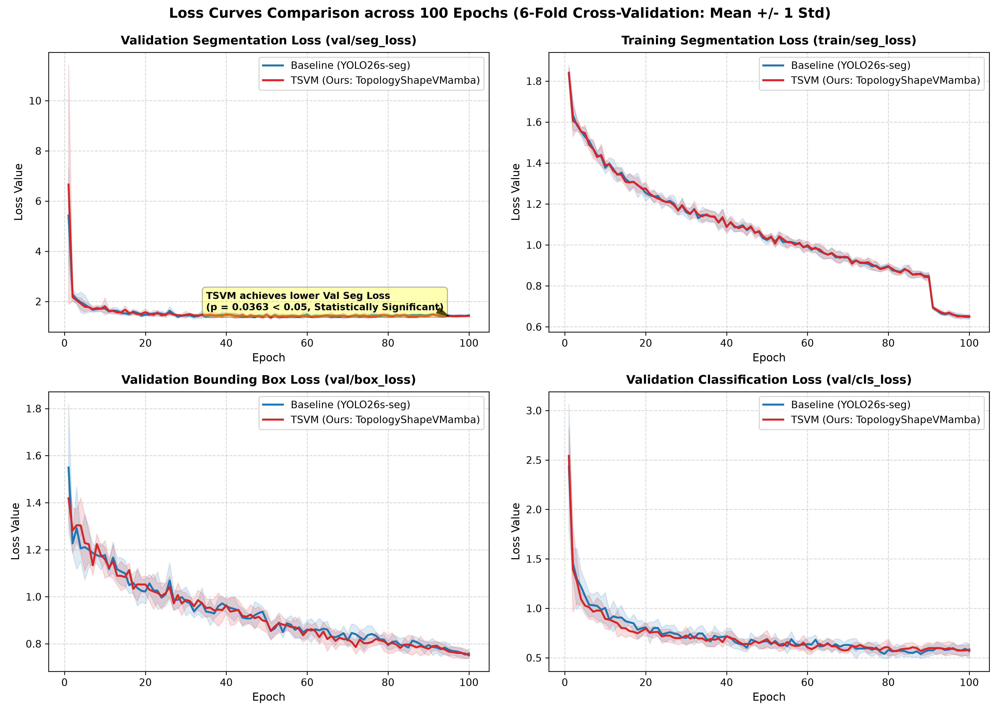 Loss Curves Comparison across 100 Epochs (6-Fold Cross-Validation: Mean +/- 1 Std)
Validation Segmentation Loss (val/seg_loss)
Baseline (YOLO26s-seg)
TSVM (Ours: TopologyShapeVMamba)
TSVM achieves lower Val Seg Loss
(p = 0.0363 < 0.05, Statistically Significant)
Loss Value
10
8
6
4
2
0
20
40
60
80
100
Epoch
Training Segmentation Loss (train/seg_loss)
Baseline (YOLO26s-seg)
TSVM (Ours: TopologyShapeVMamba)
Loss Value
1.8
1.6
1.4
1.2
1.0
0.8
0.6
0
20
40
60
80
100
Epoch
Validation Bounding Box Loss (val/box_loss)
Baseline (YOLO26s-seg)
TSVM (Ours: TopologyShapeVMamba)
Loss Value
1.8
1.6
1.4
1.2
1.0
0.8
0
20
40
60
80
100
Epoch
Validation Classification Loss (val/cls_loss)
Baseline (YOLO26s-seg)
TSVM (Ours: TopologyShapeVMamba)
Loss Value
3.0
2.5
2.0
1.5
1.0
0.5
0
20
40
60
80
100
Epoch